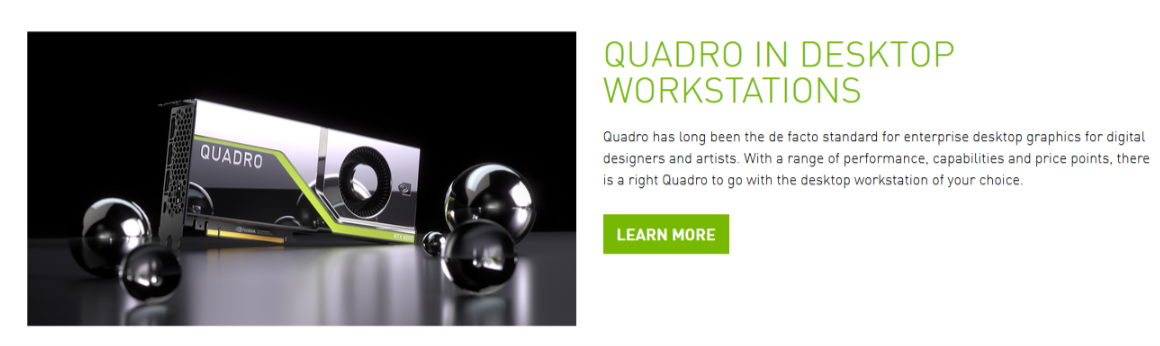 QUADRO IN DESKTOP
WORKSTATIONS
Quadro has long been the de facto standard for enterprise desktop graphics for digital
designers and artists. With a range of performance, capabilities and price points, there
is a right Quadro to go with the desktop workstation of your choice.
LEARN MORE
QUADRO
NVIDIA